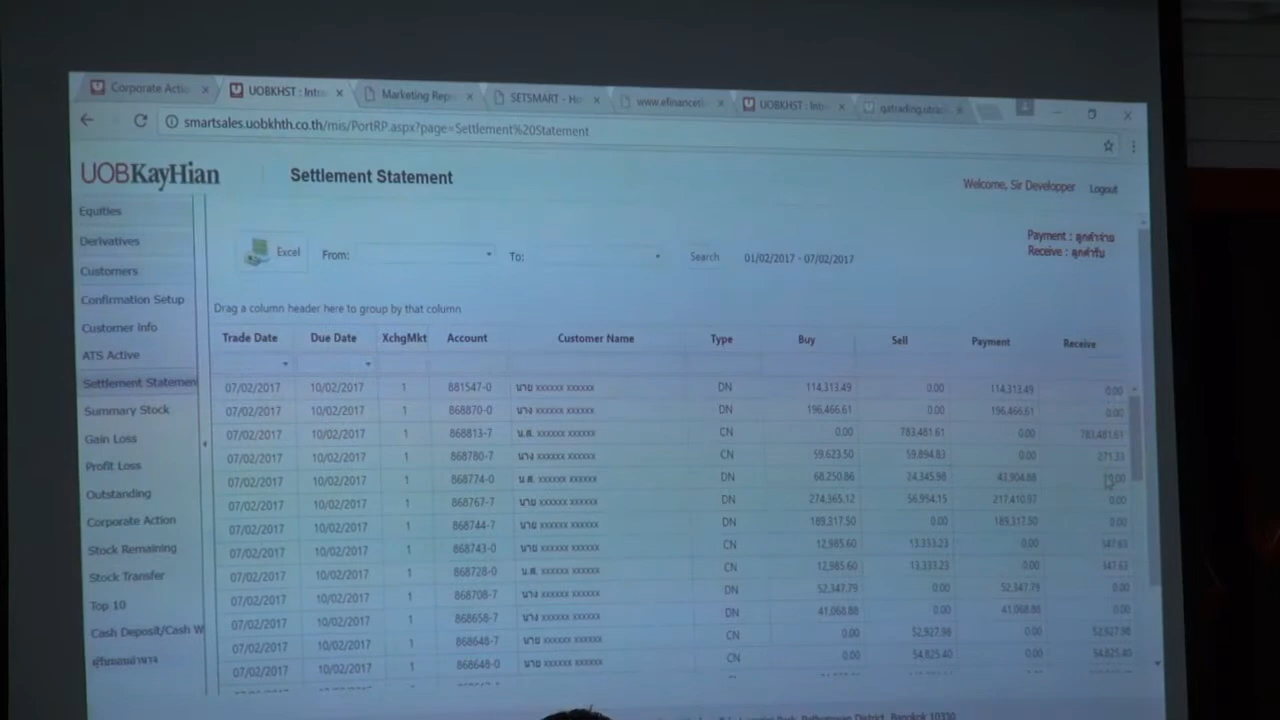 Corporate Actio
UOBKHST : Intra
Marketing Rep
SETSMART - Ho
www.efinanceth
UOBKHST : Intr
smartsales.uobkhth.co.th/mis/PortRP.aspx?page=Settlement%20Statement
UOBKayHian
Settlement Statement
Welcome, Sir Developper Logout
Equities
Derivatives
Customers
Confirmation Setup
Customer Info
ATS Active
Settlement Statemen
Summary Stock
Gain Loss
Profit Loss
Outstanding
Corporate Action
Stock Remaining
Stock Transfer
Top 10
Cash Deposit/Cash W
Payment : ลูกค้าจ่าย
Receive : ลูกค้ารับ
Excel From: To: Search 01/02/2017 - 07/02/2017
Drag a column header here to group by that column
Trade Date Due Date XchgMkt Account Customer Name Type Buy Sell Payment Receive
07/02/2017 10/02/2017 1 881547-0 นาย xxxxxx xxxxxx DN 114,313.49 0.00 114,313.49 0.00
07/02/2017 10/02/2017 1 868870-0 นาง xxxxxx xxxxxx DN 196,466.61 0.00 196,466.61 0.00
07/02/2017 10/02/2017 1 868813-7 น.ส. xxxxxx xxxxxx CN 0.00 783,481.61 0.00 783,481.61
07/02/2017 10/02/2017 1 868780-7 นาง xxxxxx xxxxxx CN 59,623.50 59,894.83 0.00 271.33
07/02/2017 10/02/2017 1 868774-0 น.ส. xxxxxx xxxxxx DN 68,250.86 24,345.98 43,904.88 0.00
07/02/2017 10/02/2017 1 868767-7 นาย xxxxxx xxxxxx DN 274,365.12 56,954.15 217,410.97 0.00
07/02/2017 10/02/2017 1 868744-7 นาย xxxxxx xxxxxx DN 189,317.50 0.00 189,317.50 0.00
07/02/2017 10/02/2017 1 868743-0 นาย xxxxxx xxxxxx CN 12,985.60 13,333.23 0.00 347.63
07/02/2017 10/02/2017 1 868728-0 น.ส. xxxxxx xxxxxx CN 12,985.60 13,333.23 0.00 347.63
07/02/2017 10/02/2017 1 868708-7 นาง xxxxxx xxxxxx DN 52,347.79 0.00 52,347.79 0.00
07/02/2017 10/02/2017 1 868658-7 นาง xxxxxx xxxxxx DN 41,068.88 0.00 41,068.88 0.00
07/02/2017 10/02/2017 1 868648-7 นาย xxxxxx xxxxxx CN 0.00 52,927.98 0.00 52,927.98
07/02/2017 10/02/2017 1 868648-0 นาย xxxxxx xxxxxx CN 0.00 54,825.40 0.00 54,825.40